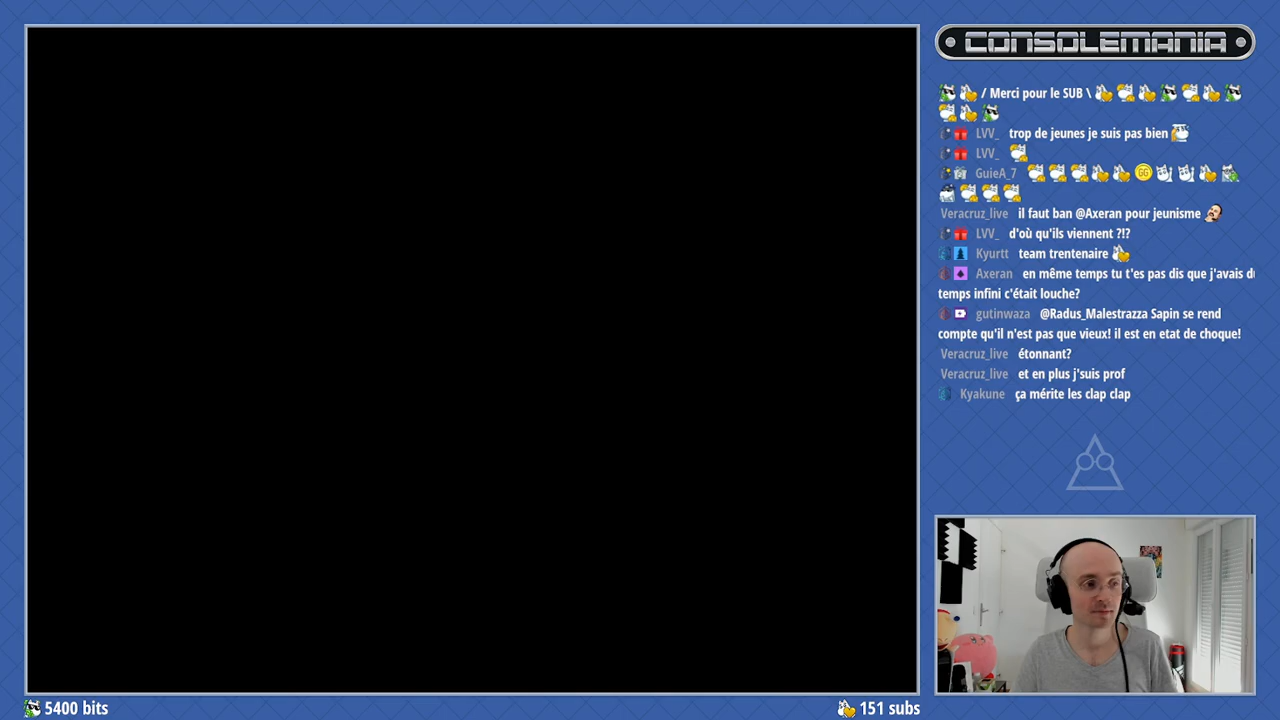 CONSOLEMANIA
/ Merci pour le SUB \
LVV_ trop de jeunes je suis pas bien
LVV_
GuieA_7 GG
Veracruz_live il faut ban @Axeran pour jeunisme
LVV_ d'où qu'ils viennent ?!?
Kyurtt team trentenaire
Axeran en même temps tu t'es pas dis que j'avais du
temps infini c'était louche?
gutinwaza @Radus_Malestrazza Sapin se rend
compte qu'il n'est pas que vieux! il est en etat de choque!
Veracruz_live étonnant?
Veracruz_live et en plus j'suis prof
Kyakune ça mérite les clap clap
5400 bits
151 subs